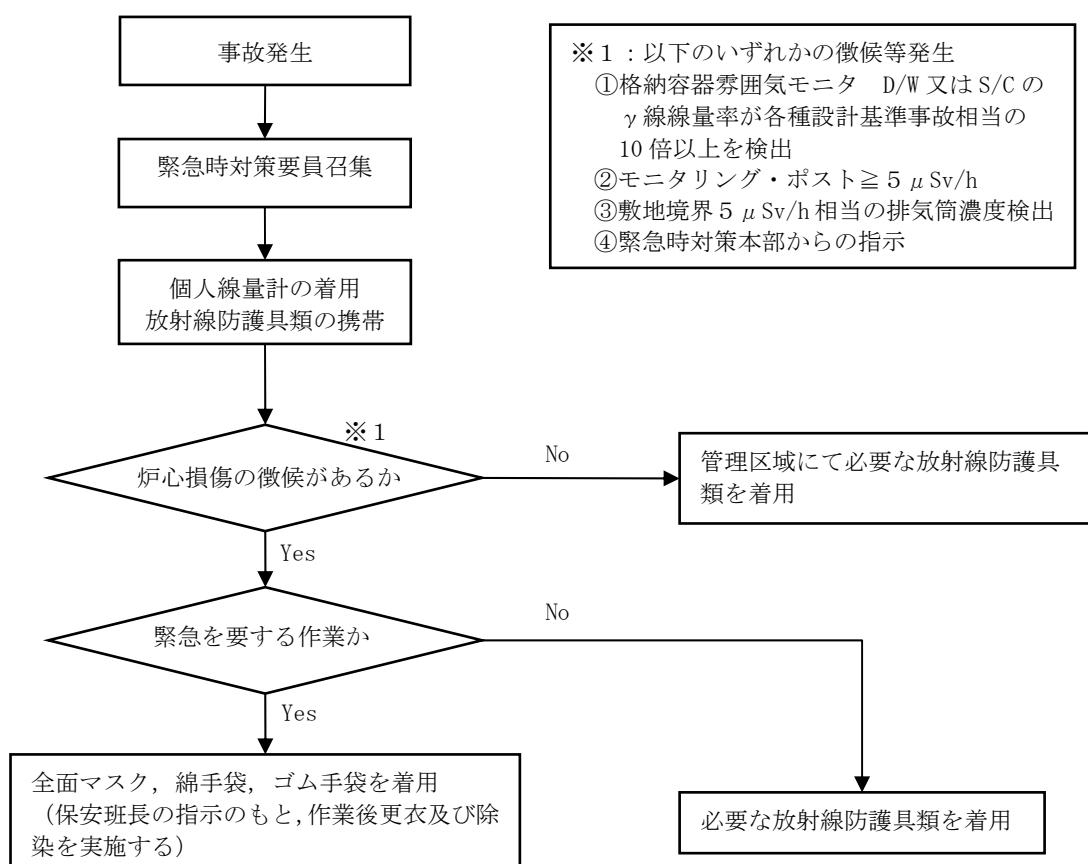 事故発生
※１：以下のいずれかの徴候等発生
①格納容器雰囲気モニタ　D/W 又は S/C の
γ線線量率が各種設計基準事故相当の
10 倍以上を検出
②モニタリング・ポスト≧５μSv/h
③敷地境界５μSv/h 相当の排気筒濃度検出
④緊急時対策本部からの指示
緊急時対策要員召集
個人線量計の着用
放射線防護具類の携帯
※１
炉心損傷の徴候があるか
No
管理区域にて必要な放射線防護具
類を着用
Yes
緊急を要する作業か
No
Yes
全面マスク，綿手袋，ゴム手袋を着用
（保安班長の指示のもと，作業後更衣及び除
染を実施する）
必要な放射線防護具類を着用